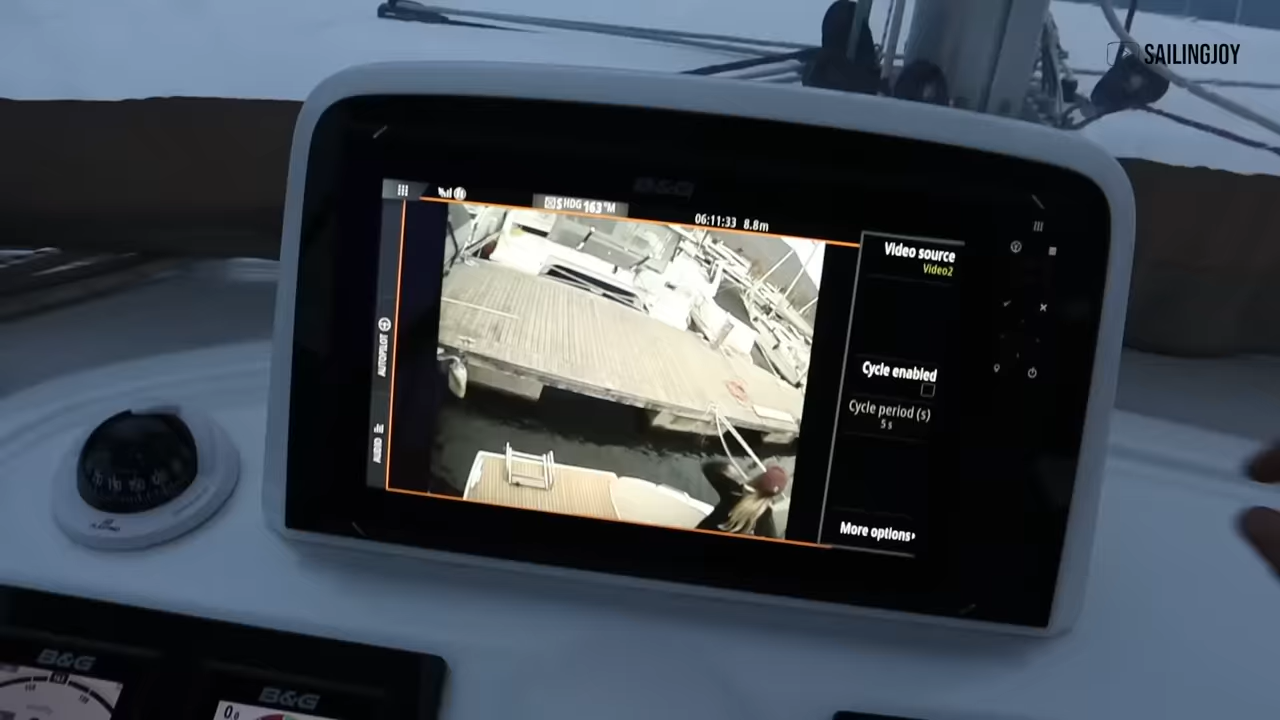 SAILINGJOY
B&G
HDG 163 °M
06:11:33 8.8m
Video source
Video2
AUTOPILOT
Cycle enabled
Cycle period (s)
5 s
AUDIO
More options
B&G
B&G